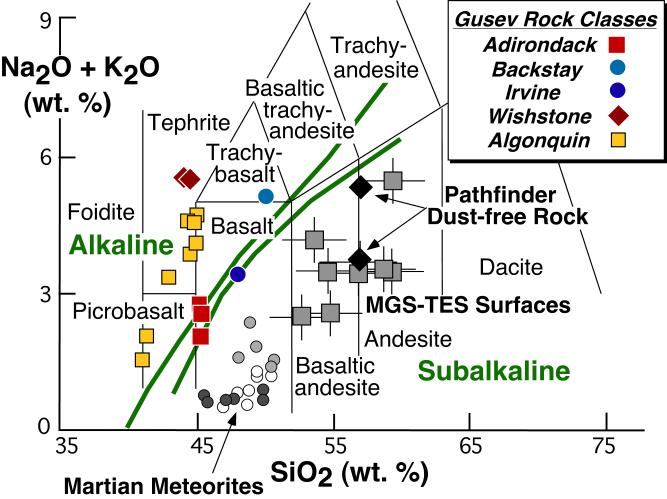 9
Na₂O + K₂O
(wt. %)
6
3
0
35
45
55
65
75
SiO₂ (wt. %)
Gusev Rock Classes
Adirondack
Backstay
Irvine
Wishstone
Algonquin
Trachy-
andesite
Basaltic
trachy-
andesite
Tephrite
Trachy-
basalt
Pathfinder
Dust-free Rock
Foidite
Basalt
Alkaline
Dacite
Picrobasalt
MGS-TES Surfaces
Andesite
Basaltic
andesite
Subalkaline
Martian Meteorites